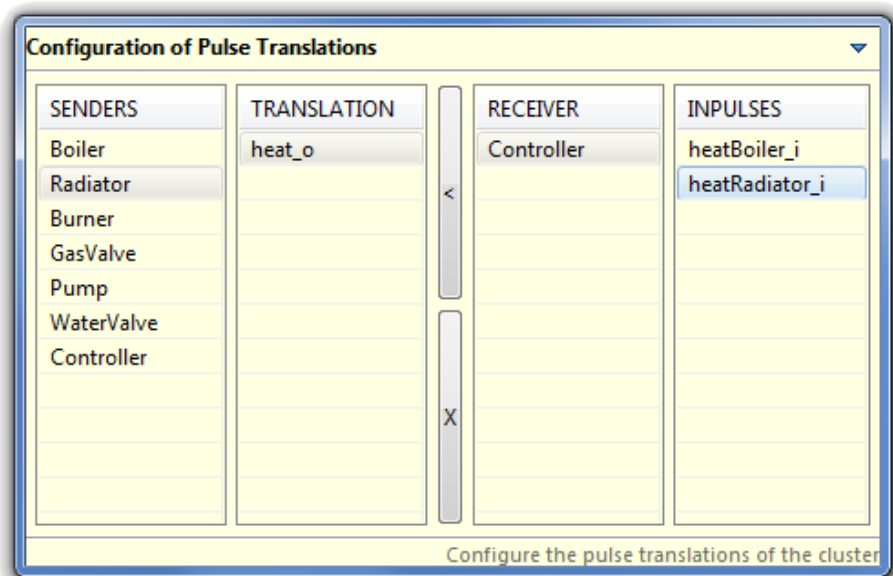 Configuration of Pulse Translations
SENDERS
Boiler
Radiator
Burner
GasValve
Pump
WaterValve
Controller
TRANSLATION
heat_o
<
X
RECEIVER
Controller
INPULSES
heatBoiler_i
heatRadiator_i
Configure the pulse translations of the cluster